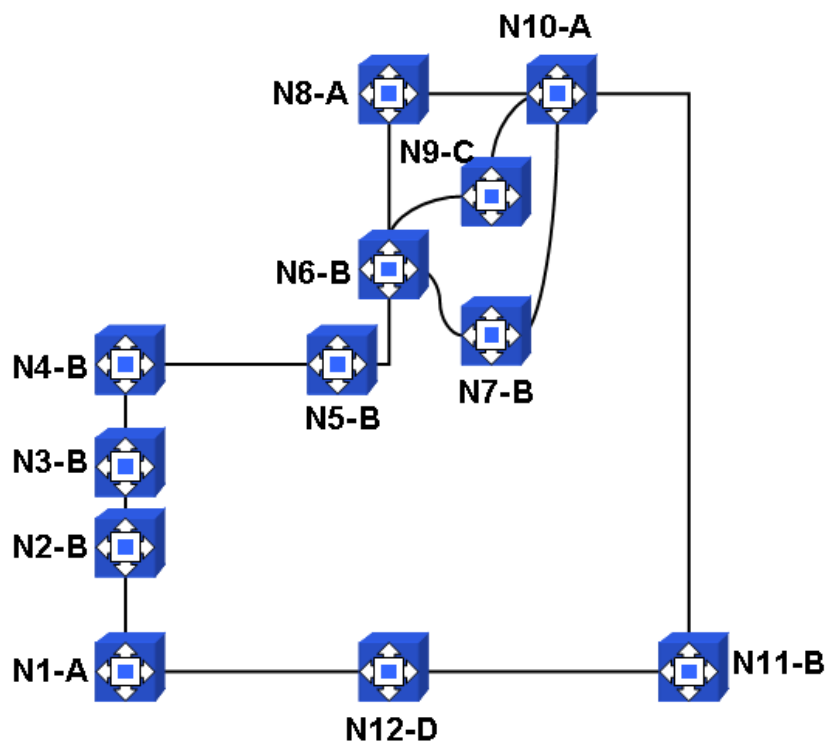 N10-A
N8-A
N9-C
N6-B
N4-B
N7-B
N5-B
N3-B
N2-B
N1-A
N11-B
N12-D